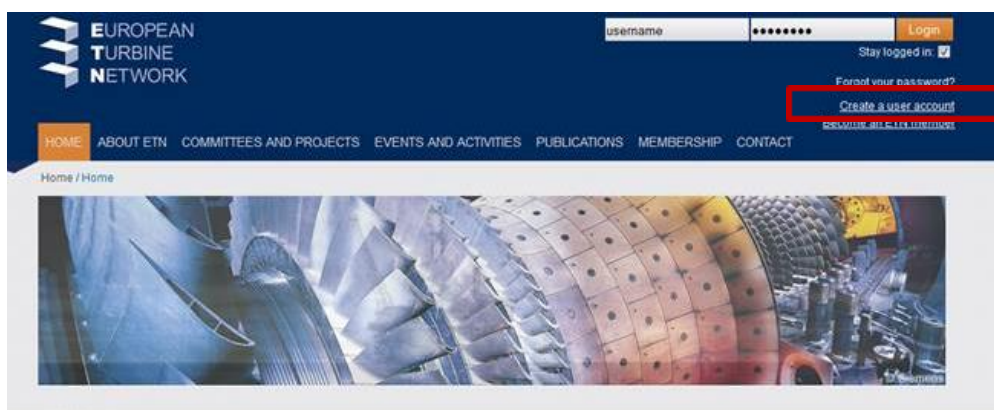 EUROPEAN
TURBINE
NETWORK
username
●●●●●●●●
Login
Stay logged in:
Forgot your password?
Create a user account
Become an ETN member
HOME ABOUT ETN COMMITTEES AND PROJECTS EVENTS AND ACTIVITIES PUBLICATIONS MEMBERSHIP CONTACT
Home / Home
© Siemens